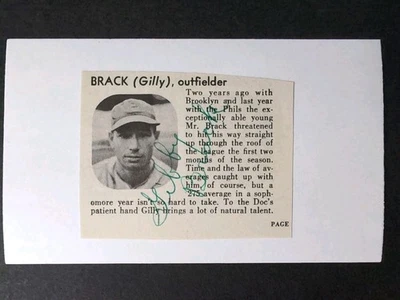 BRACK (Gilly), outfielder
Two years ago with
Brooklyn and last year
with the Phils the ex-
ceptionally able young
Mr. Brack threatened
to hit his way straight
up through the roof of
the league the first two
months of the season.
Time and the law of av-
erages caught up with
him, of course, but a
.275 average in a soph-
omore year isn't so hard to take. To the Doc's
patient hand Gilly brings a lot of natural talent.
PAGE
Gilly
Brack